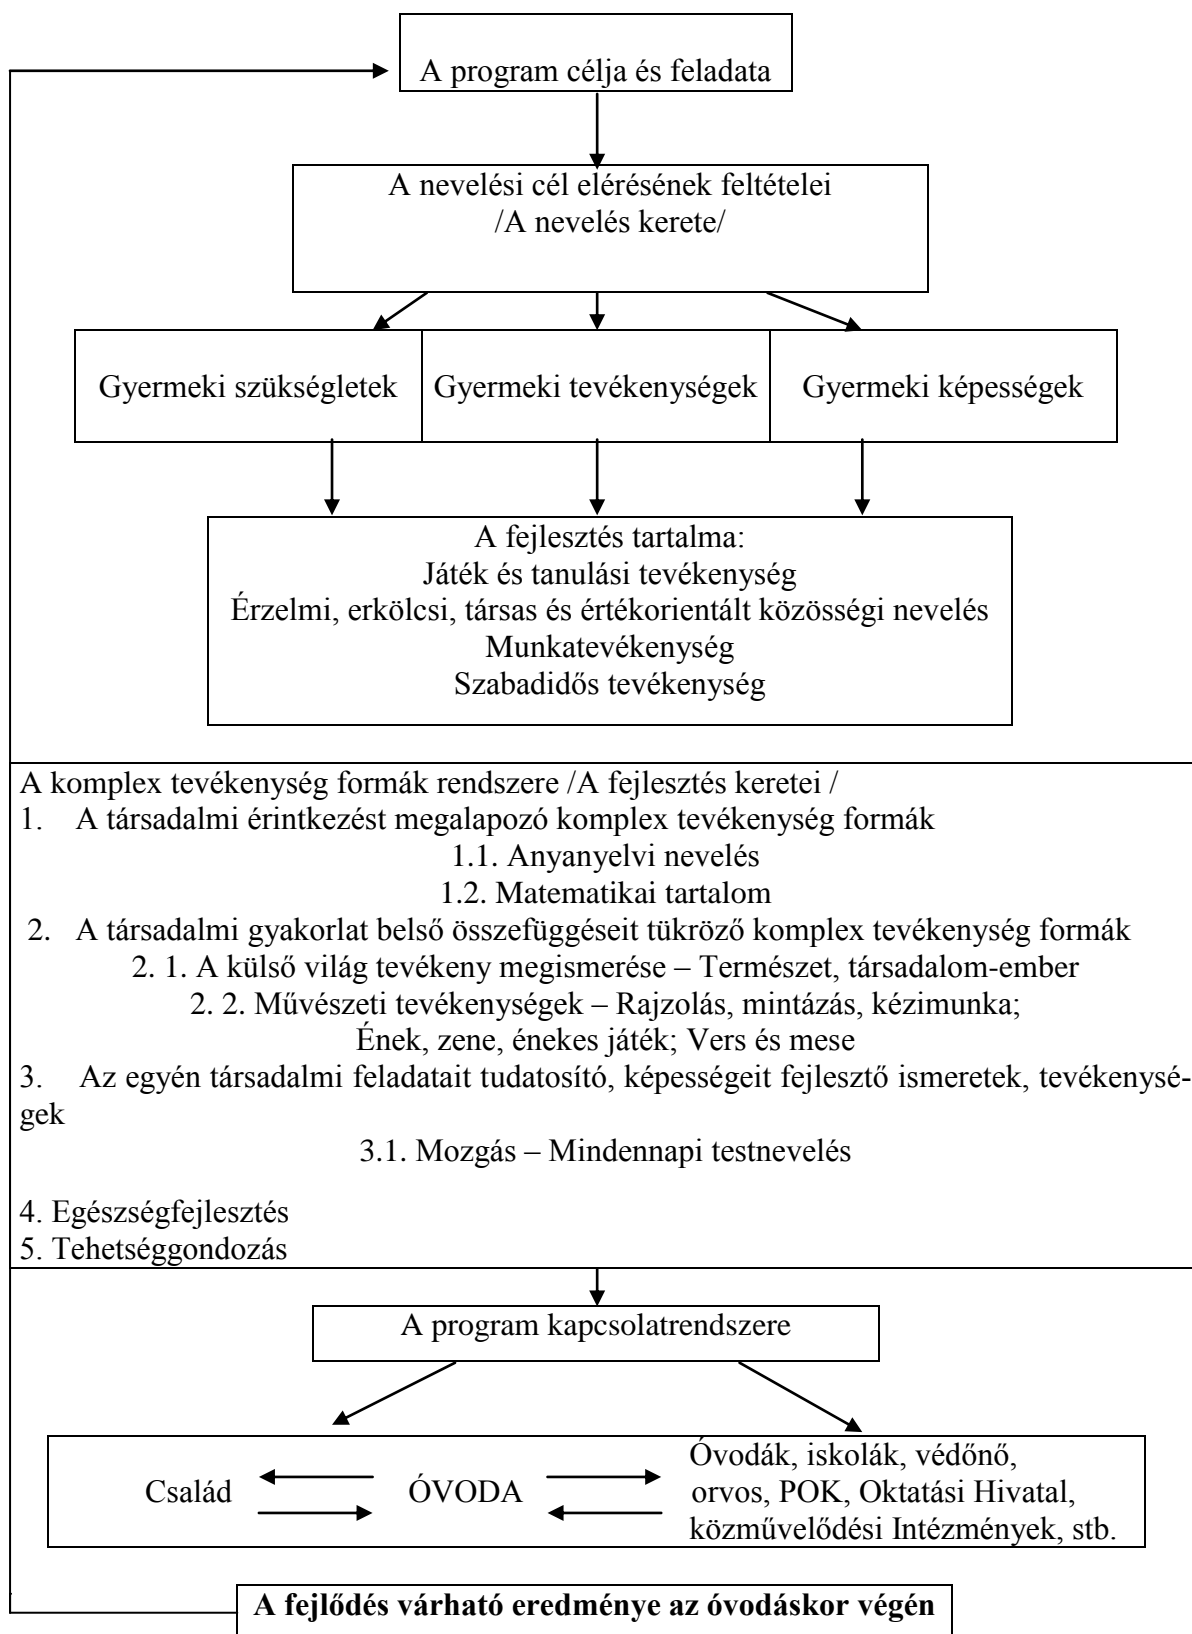 A program célja és feladata
A nevelési cél elérésének feltételei
/A nevelés kerete/
Gyermeki szükségletek
Gyermeki tevékenységek
Gyermeki képességek
A fejlesztés tartalma:
Játék és tanulási tevékenység
Érzelmi, erkölcsi, társas és értékorientált közösségi nevelés
Munkatevékenység
Szabadidős tevékenység
A komplex tevékenység formák rendszere /A fejlesztés keretei /
1. A társadalmi érintkezést megalapozó komplex tevékenység formák
1.1. Anyanyelvi nevelés
1.2. Matematikai tartalom
2. A társadalmi gyakorlat belső összefüggéseit tükröző komplex tevékenység formák
2. 1. A külső világ tevékeny megismerése – Természet, társadalom-ember
2. 2. Művészeti tevékenységek – Rajzolás, mintázás, kézimunka;
Ének, zene, énekes játék; Vers és mese
3. Az egyén társadalmi feladatait tudatosító, képességeit fejlesztő ismeretek, tevékenysé-
gek
3.1. Mozgás – Mindennapi testnevelés
4. Egészségfejlesztés
5. Tehetséggondozás
A program kapcsolatrendszere
Család
ÓVODA
Óvodák, iskolák, védőnő,
orvos, POK, Oktatási Hivatal,
közművelődési Intézmények, stb.
A fejlődés várható eredménye az óvodáskor végén